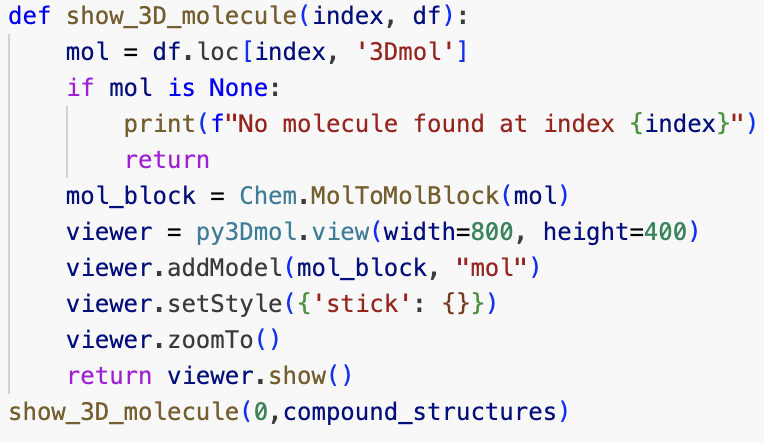 def show_3D_molecule(index, df):
    mol = df.loc[index, '3Dmol']
    if mol is None:
        print(f"No molecule found at index {index}")
        return
    mol_block = Chem.MolToMolBlock(mol)
    viewer = py3Dmol.view(width=800, height=400)
    viewer.addModel(mol_block, "mol")
    viewer.setStyle({'stick': {}})
    viewer.zoomTo()
    return viewer.show()
show_3D_molecule(0,compound_structures)